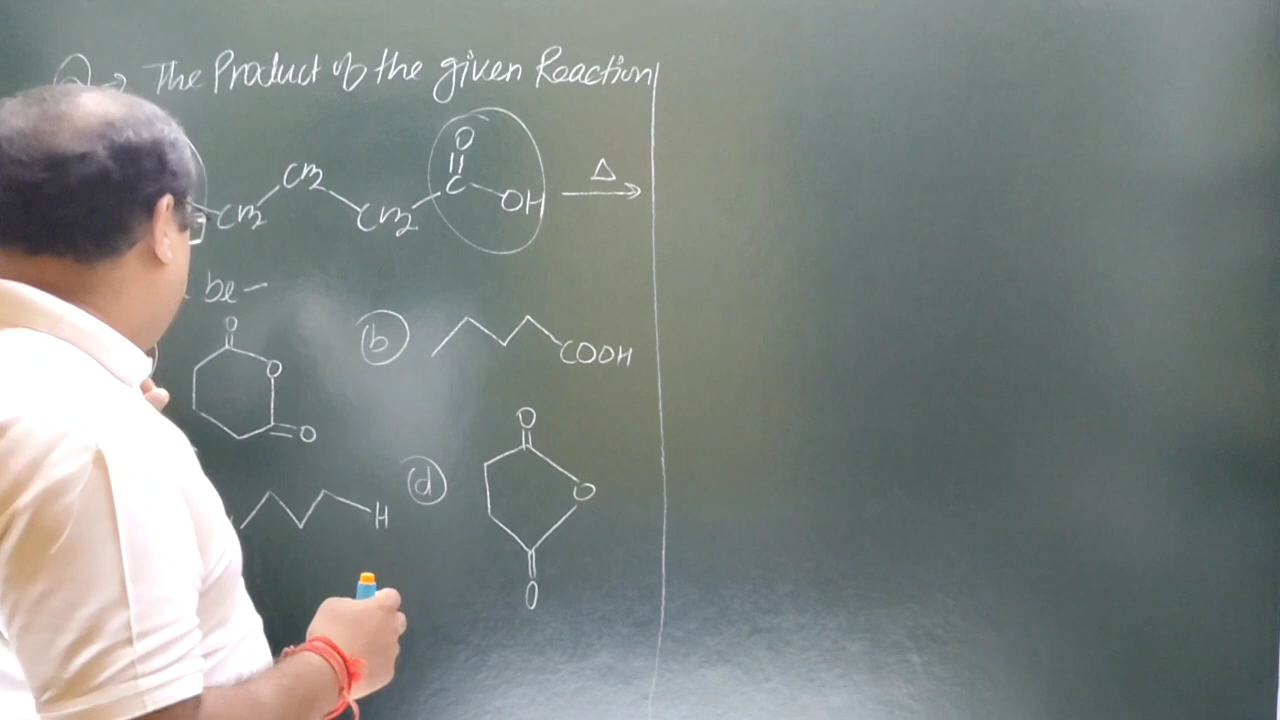 Q → The Product of the given Reaction
CH2 CH2 CH2 C O OH Δ →
be -
O O O (b) COOH
H (d) O O O